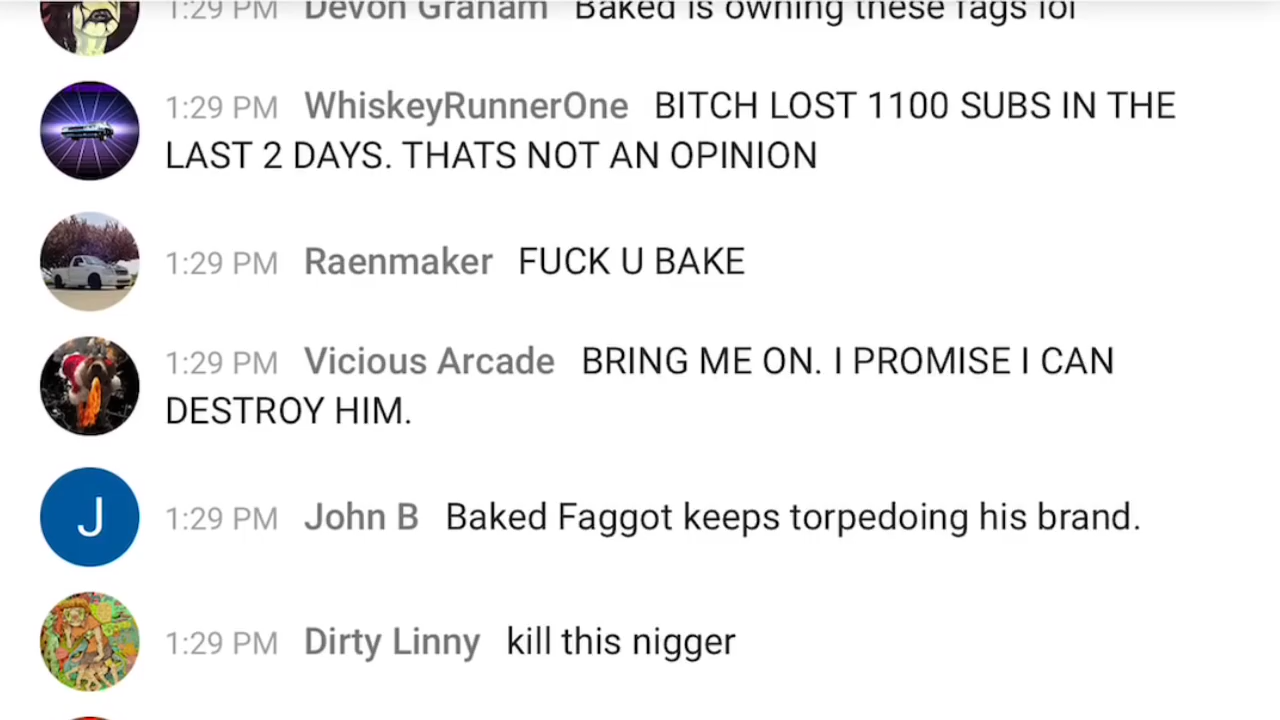 1:29 PM Devon Graham Baked is owning these fags lol
1:29 PM WhiskeyRunnerOne BITCH LOST 1100 SUBS IN THE
LAST 2 DAYS. THATS NOT AN OPINION
1:29 PM Raenmaker FUCK U BAKE
1:29 PM Vicious Arcade BRING ME ON. I PROMISE I CAN
DESTROY HIM.
J
1:29 PM John B Baked Faggot keeps torpedoing his brand.
1:29 PM Dirty Linny kill this nigger